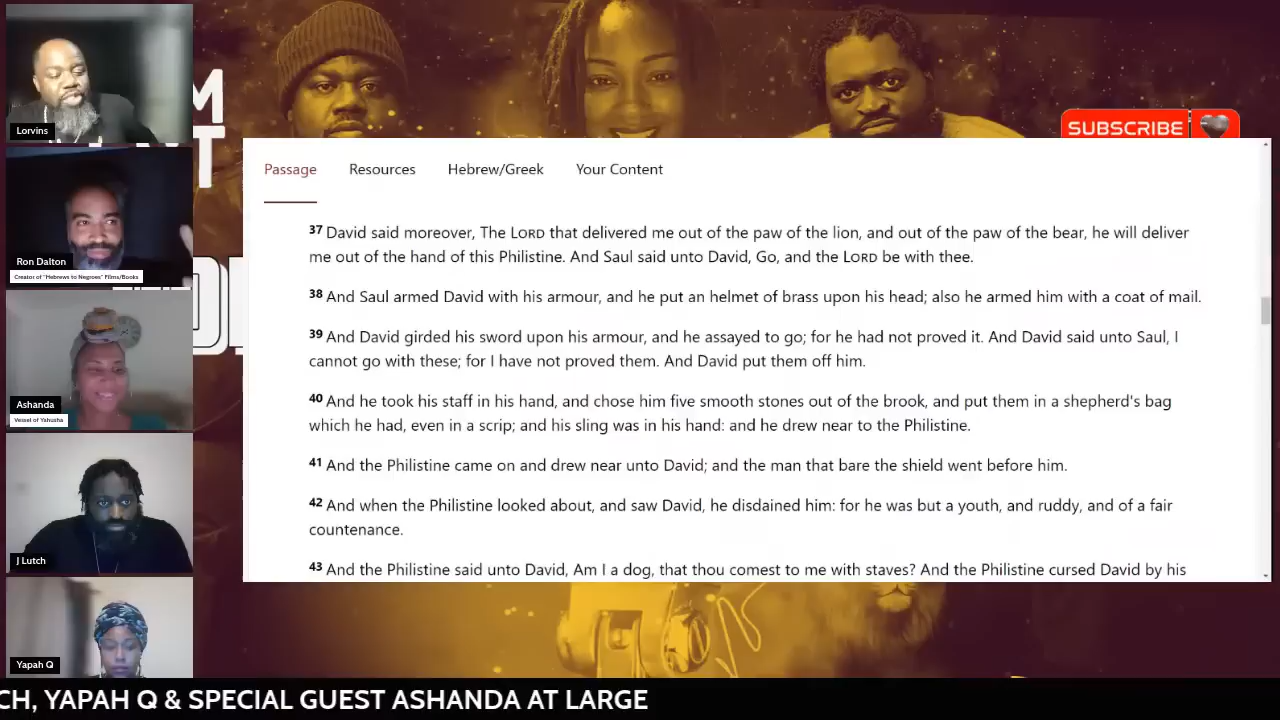 M
T
Lorvins
SUBSCRIBE
Ron Dalton
Creator of "Hebrews to Negroes" Films/Books
Ashanda
Vessel of Yahusha
J Lutch
Yapah Q
Passage Resources Hebrew/Greek Your Content
37 David said moreover, The LORD that delivered me out of the paw of the lion, and out of the paw of the bear, he will deliver
me out of the hand of this Philistine. And Saul said unto David, Go, and the LORD be with thee.
38 And Saul armed David with his armour, and he put an helmet of brass upon his head; also he armed him with a coat of mail.
39 And David girded his sword upon his armour, and he assayed to go; for he had not proved it. And David said unto Saul, I
cannot go with these; for I have not proved them. And David put them off him.
40 And he took his staff in his hand, and chose him five smooth stones out of the brook, and put them in a shepherd's bag
which he had, even in a scrip; and his sling was in his hand: and he drew near to the Philistine.
41 And the Philistine came on and drew near unto David; and the man that bare the shield went before him.
42 And when the Philistine looked about, and saw David, he disdained him: for he was but a youth, and ruddy, and of a fair
countenance.
43 And the Philistine said unto David, Am I a dog, that thou comest to me with staves? And the Philistine cursed David by his
CH, YAPAH Q & SPECIAL GUEST ASHANDA AT LARGE